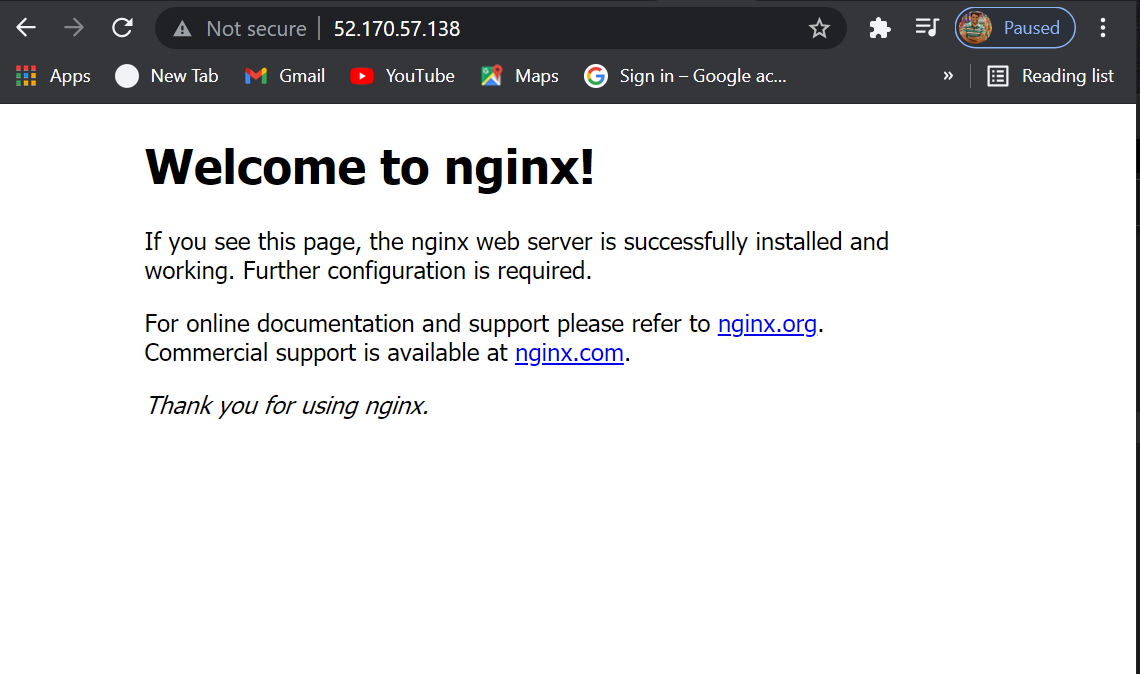 Not secure 52.170.57.138 Paused
Apps New Tab Gmail YouTube Maps Sign in – Google ac... » Reading list
Welcome to nginx!
If you see this page, the nginx web server is successfully installed and
working. Further configuration is required.
For online documentation and support please refer to nginx.org.
Commercial support is available at nginx.com.
Thank you for using nginx.